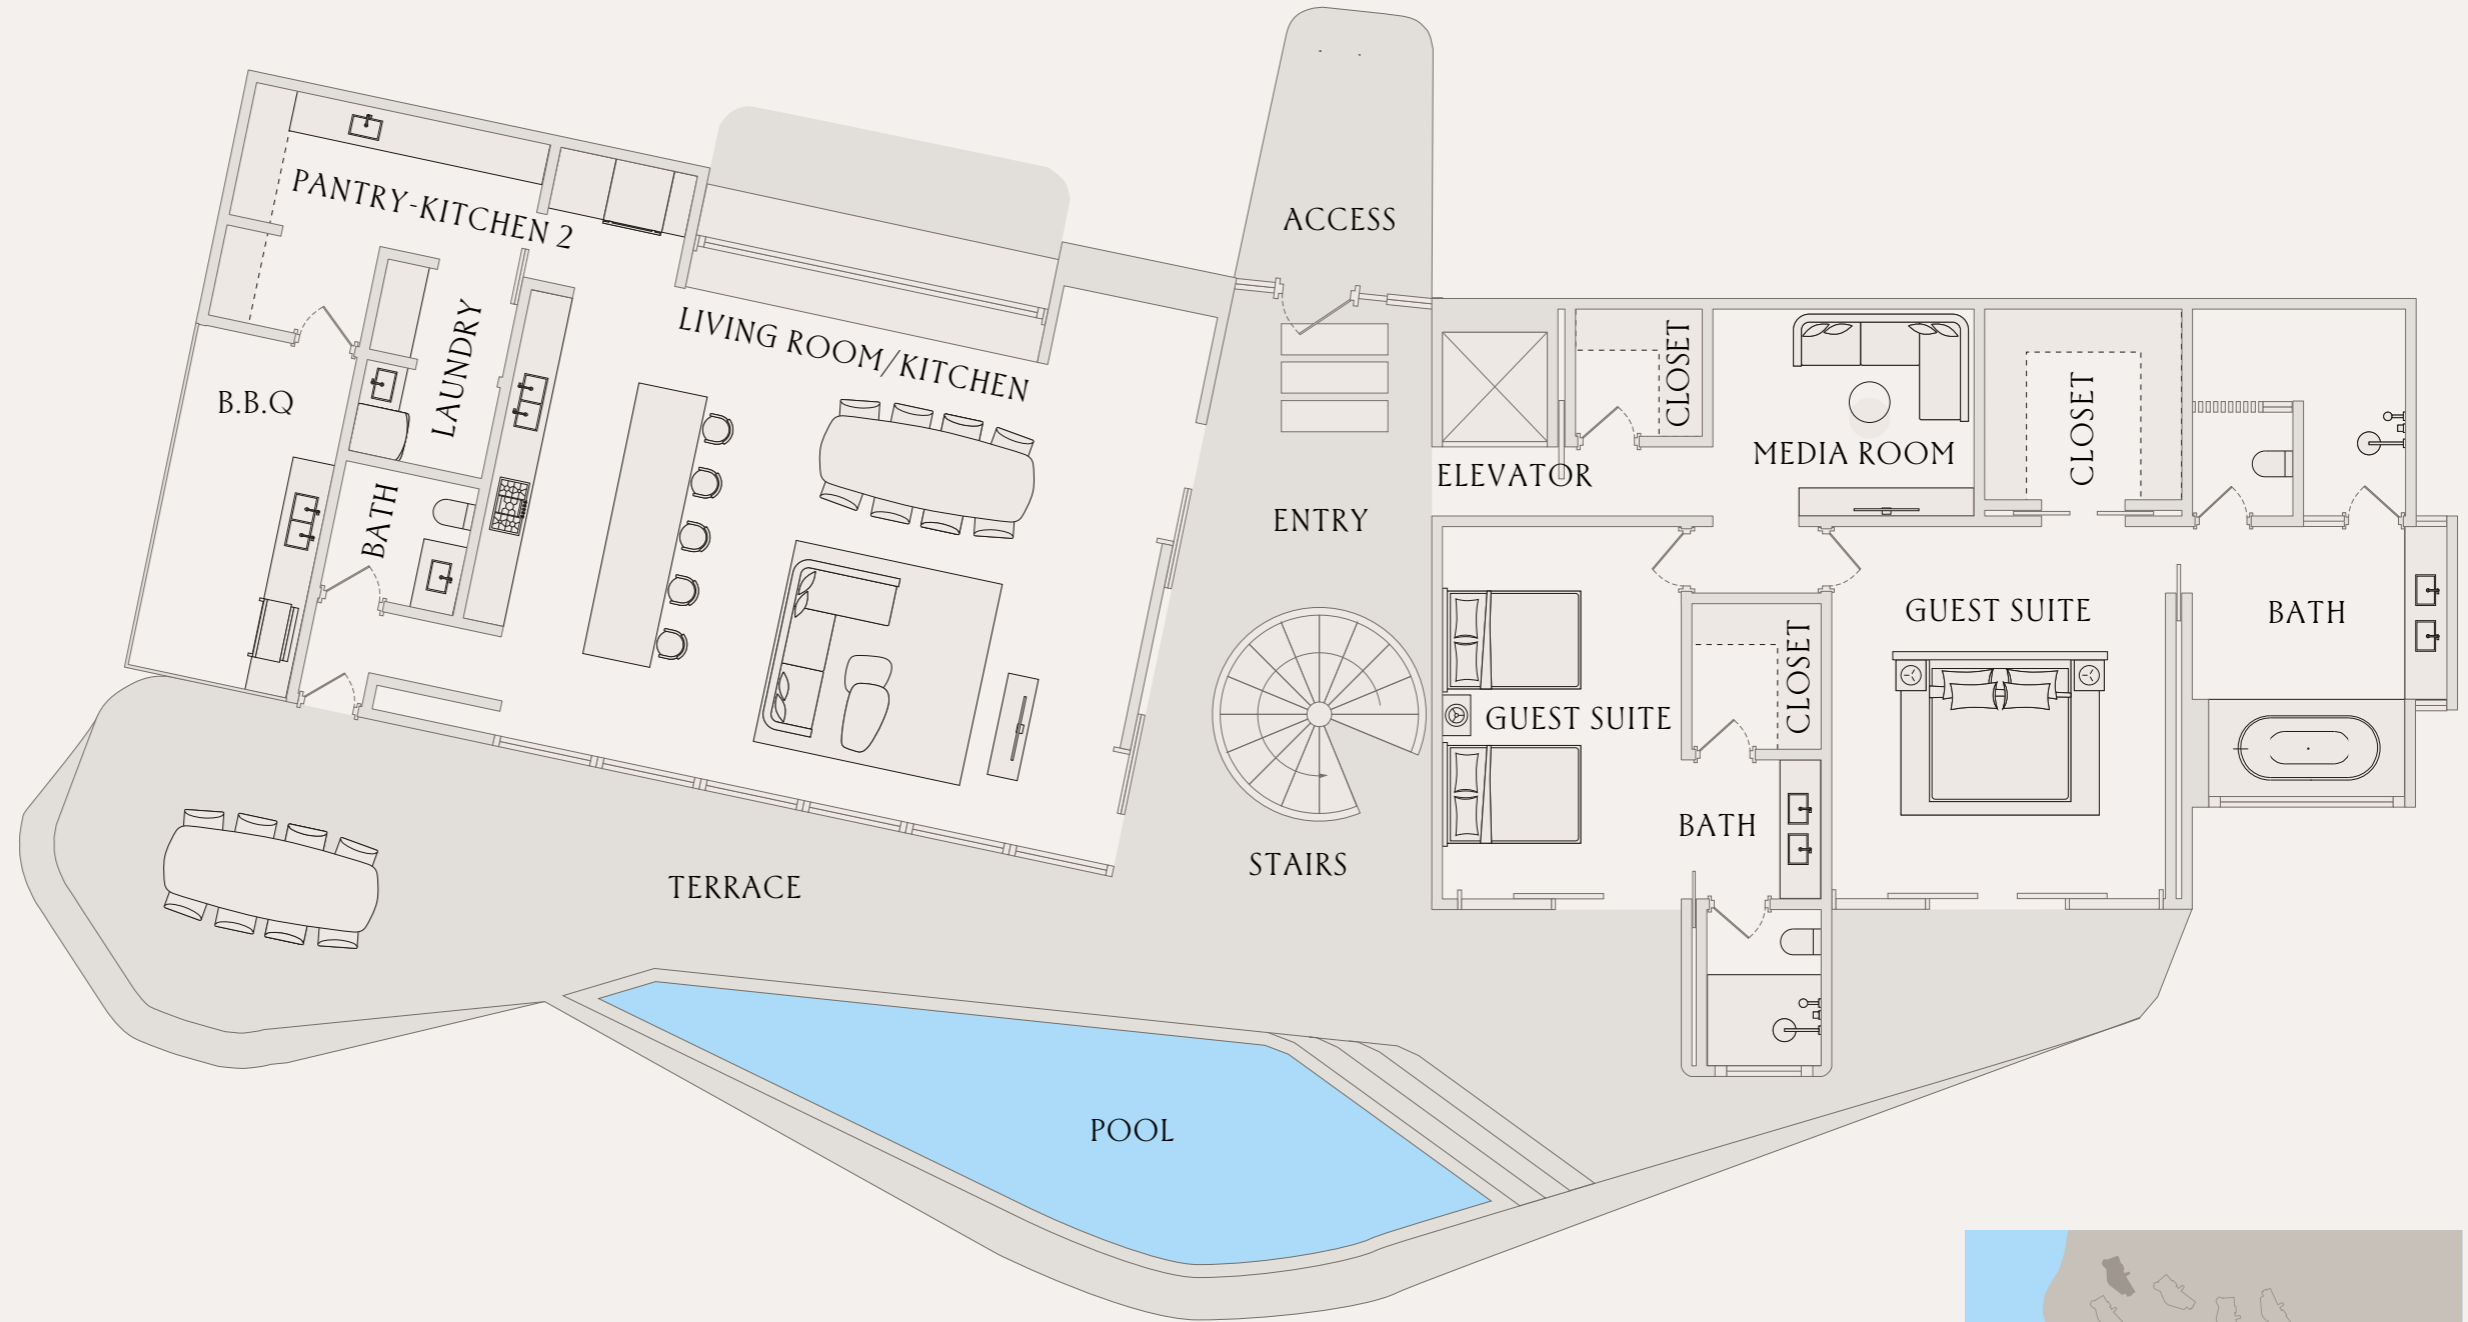 ACCESS
PANTRY-KITCHEN 2
LIVING ROOM/KITCHEN
LAUNDRY
B.B.Q
BATH
ENTRY
ELEVATOR
CLOSET
MEDIA ROOM
CLOSET
GUEST SUITE
BATH
CLOSET
GUEST SUITE
BATH
STAIRS
TERRACE
POOL